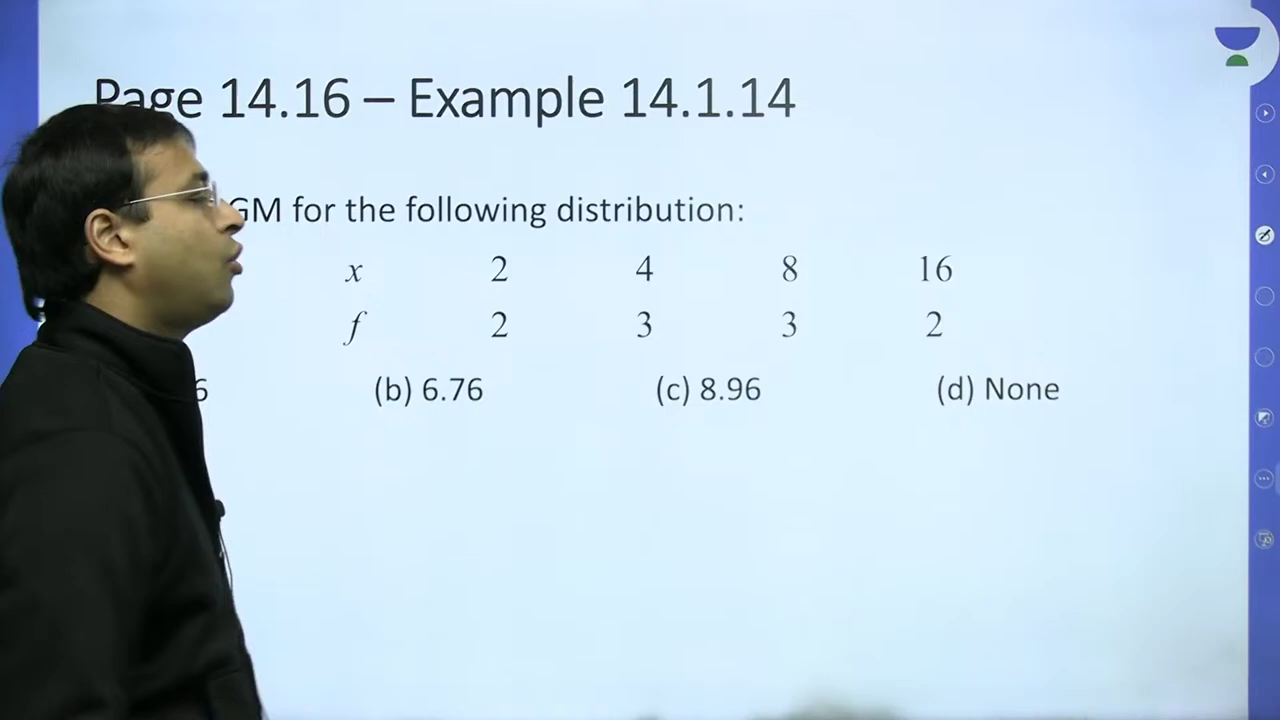 Page 14.16 – Example 14.1.14
GM for the following distribution:
x 2 4 8 16
f 2 3 3 2
6 (b) 6.76 (c) 8.96 (d) None